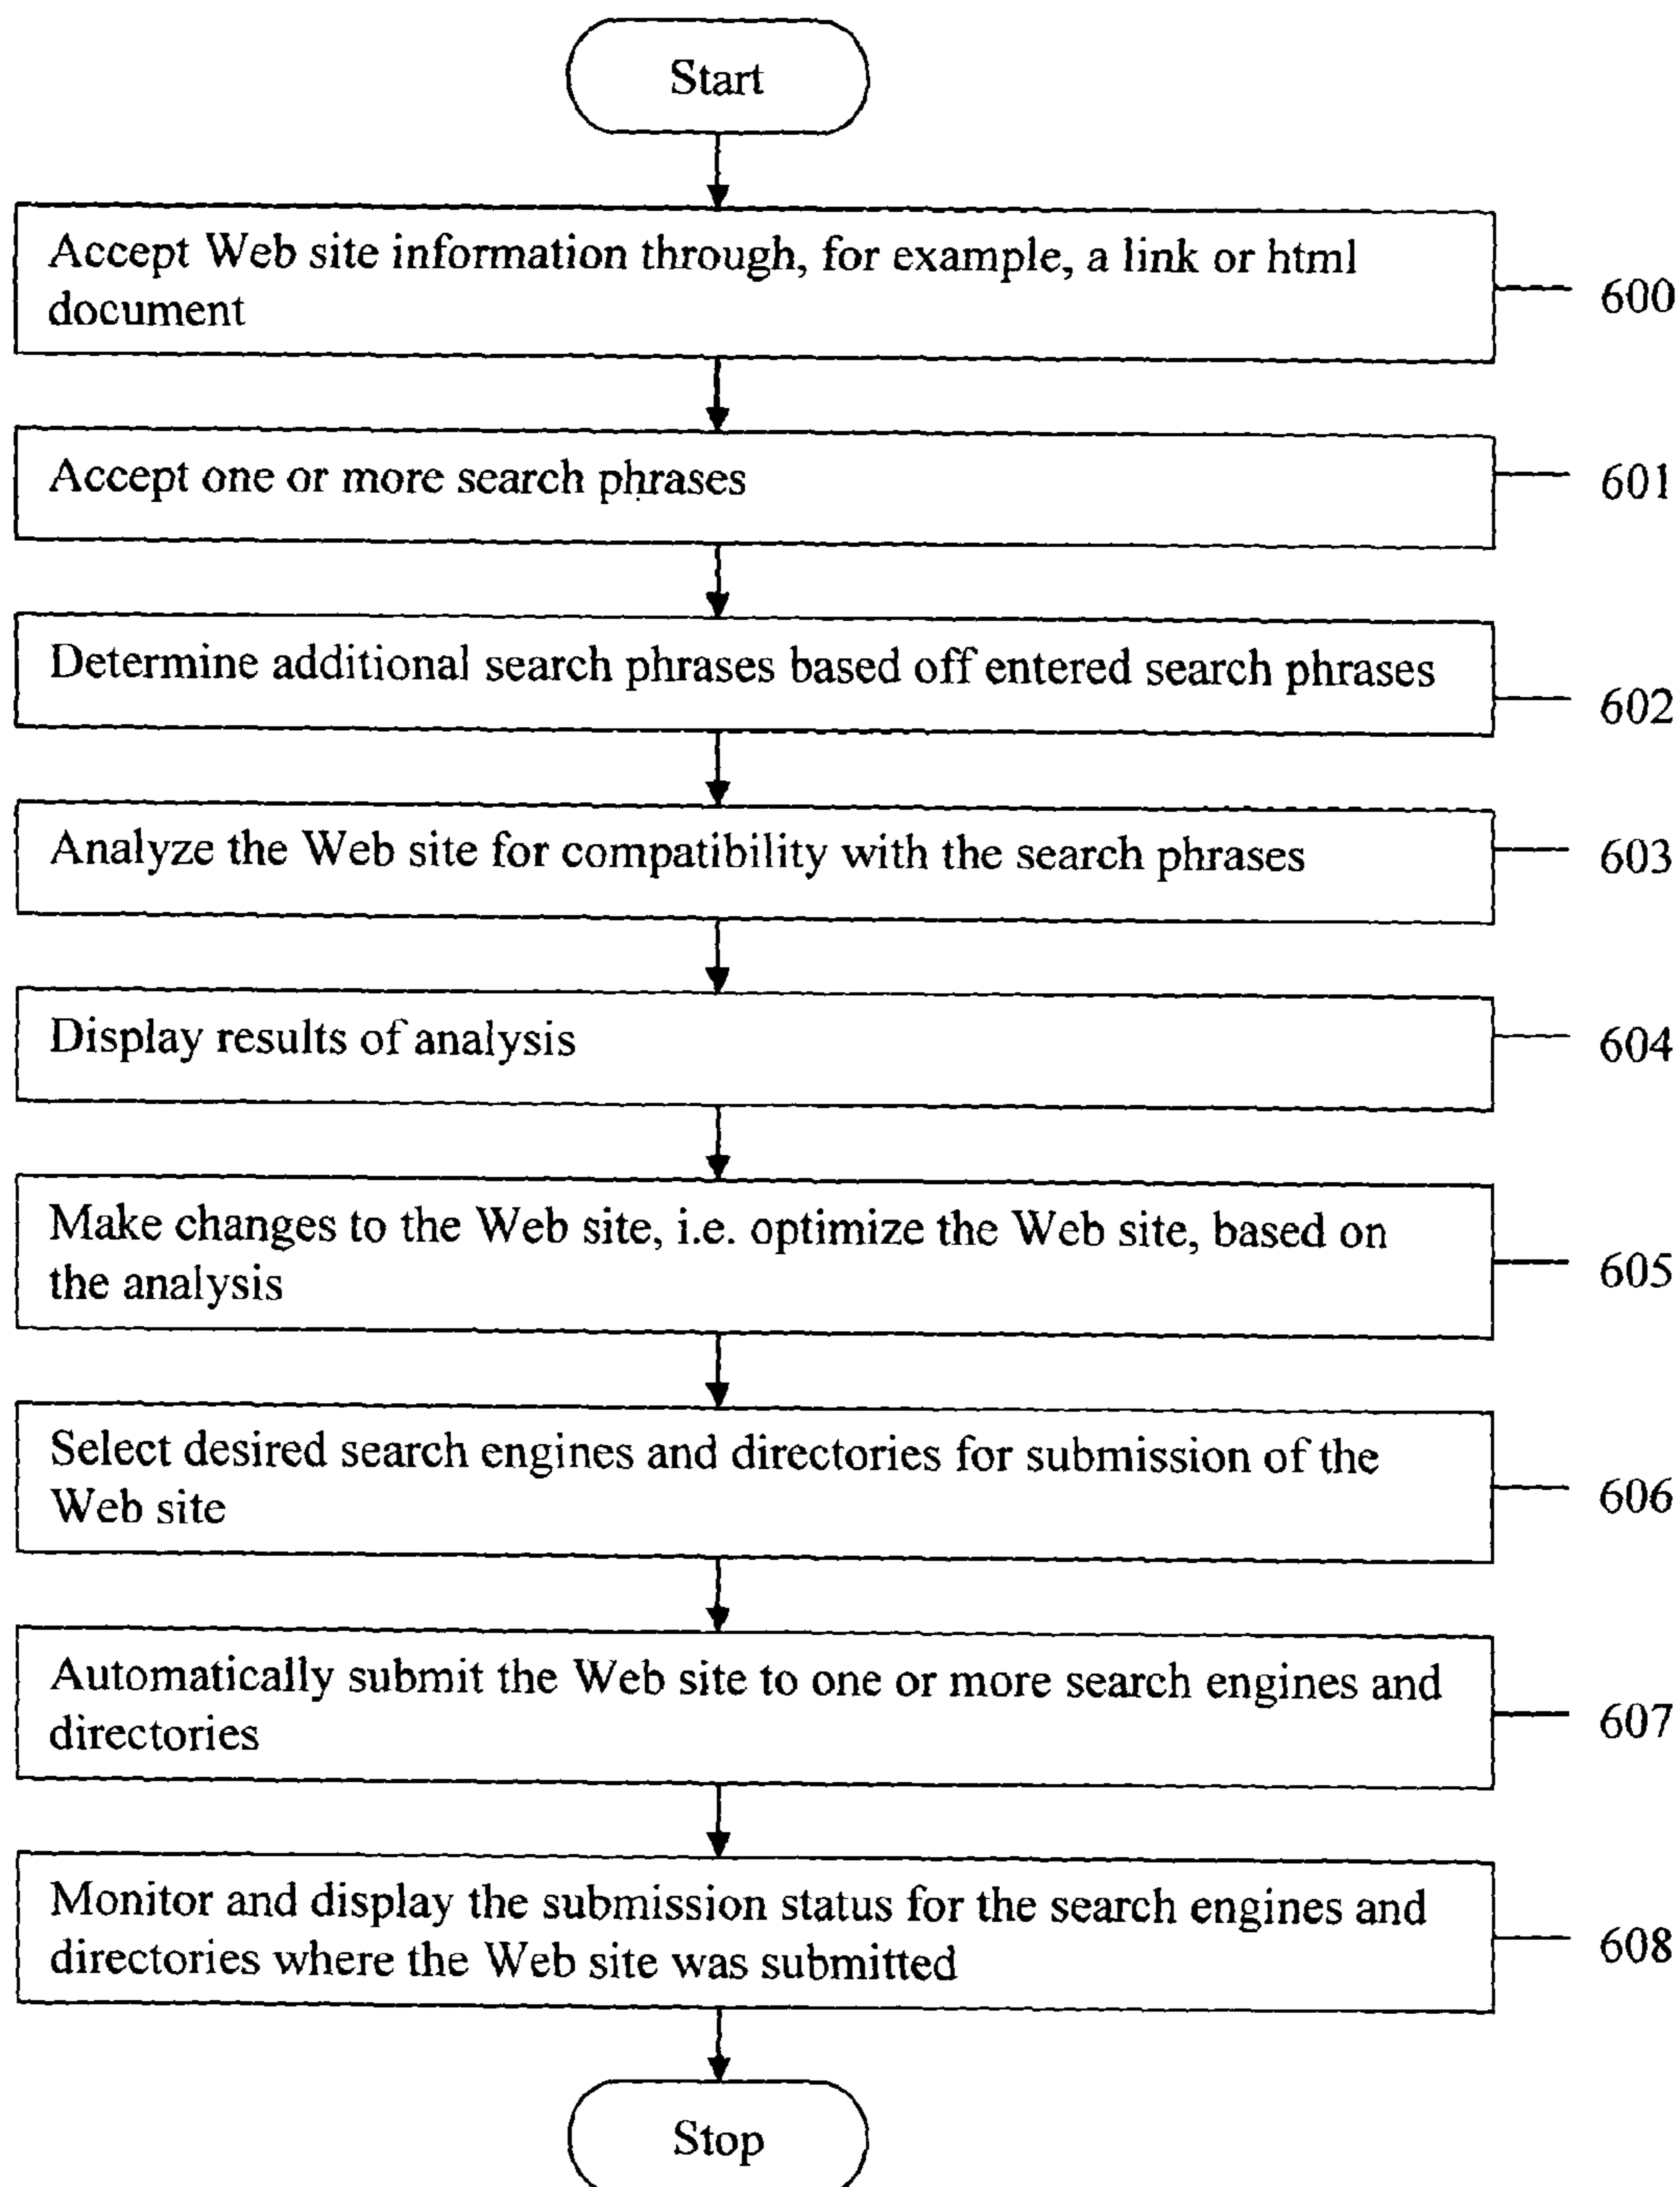 Start
Accept Web site information through, for example, a link or html
document
600
Accept one or more search phrases
601
Determine additional search phrases based off entered search phrases
602
Analyze the Web site for compatibility with the search phrases
603
Display results of analysis
604
Make changes to the Web site, i.e. optimize the Web site, based on
the analysis
605
Select desired search engines and directories for submission of the
Web site
606
Automatically submit the Web site to one or more search engines and
directories
607
Monitor and display the submission status for the search engines and
directories where the Web site was submitted
608
Stop